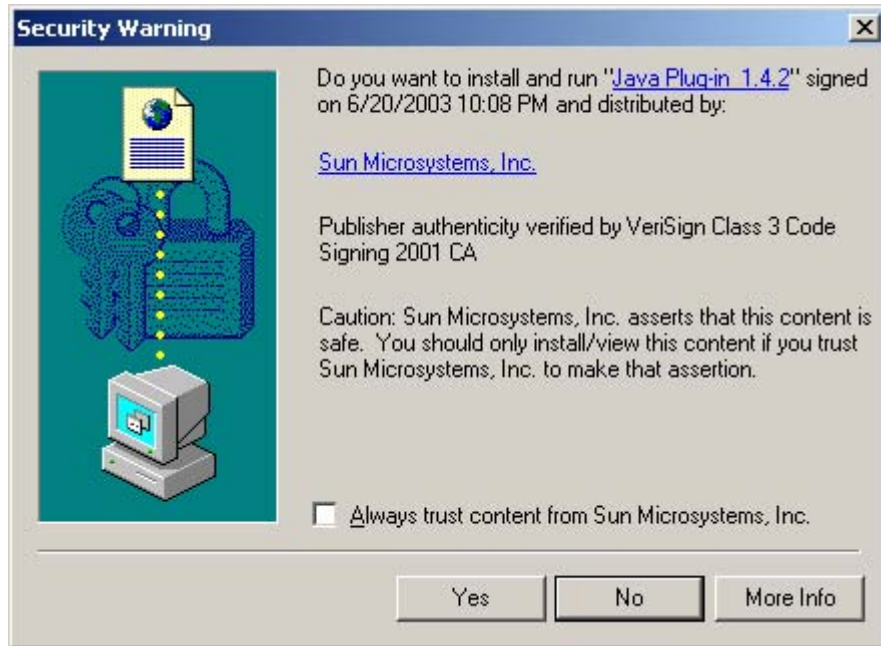 Security Warning
Do you want to install and run "Java Plug-in 1.4.2" signed
on 6/20/2003 10:08 PM and distributed by:
Sun Microsystems, Inc.
Publisher authenticity verified by VeriSign Class 3 Code
Signing 2001 CA
Caution: Sun Microsystems, Inc. asserts that this content is
safe. You should only install/view this content if you trust
Sun Microsystems, Inc. to make that assertion.
Always trust content from Sun Microsystems, Inc.
Yes No More Info